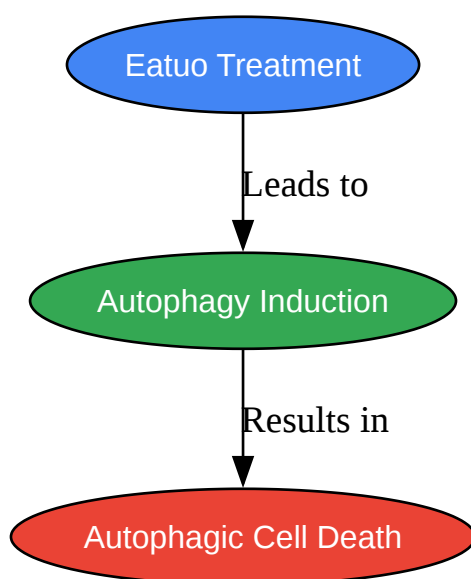 Eatuo Treatment
Leads to
Autophagy Induction
Results in
Autophagic Cell Death